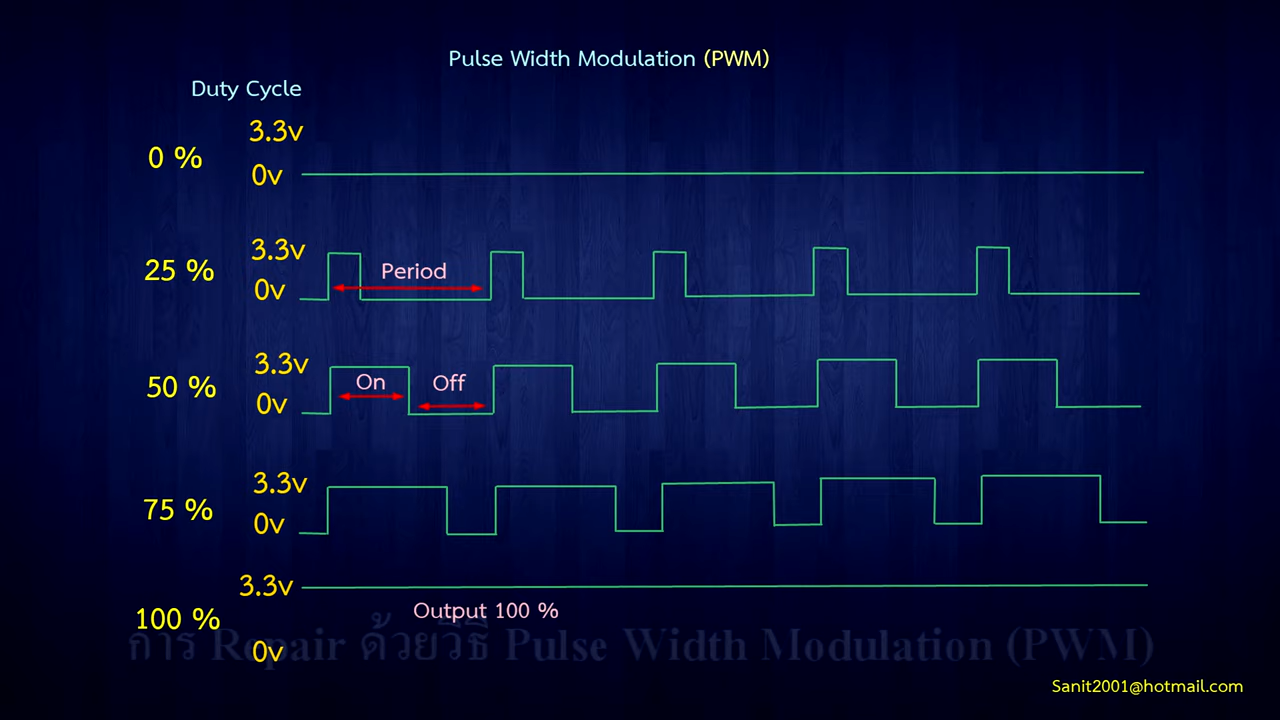 Pulse Width Modulation (PWM)
Duty Cycle
3.3v
0 %
0v
3.3v
25 %
Period
0v
3.3v
50 %
On
Off
0v
3.3v
75 %
0v
3.3v
100 %
Output 100 %
การ Repair ด้วยวิธี Pulse Width Modulation (PWM)
0v
Sanit2001@hotmail.com